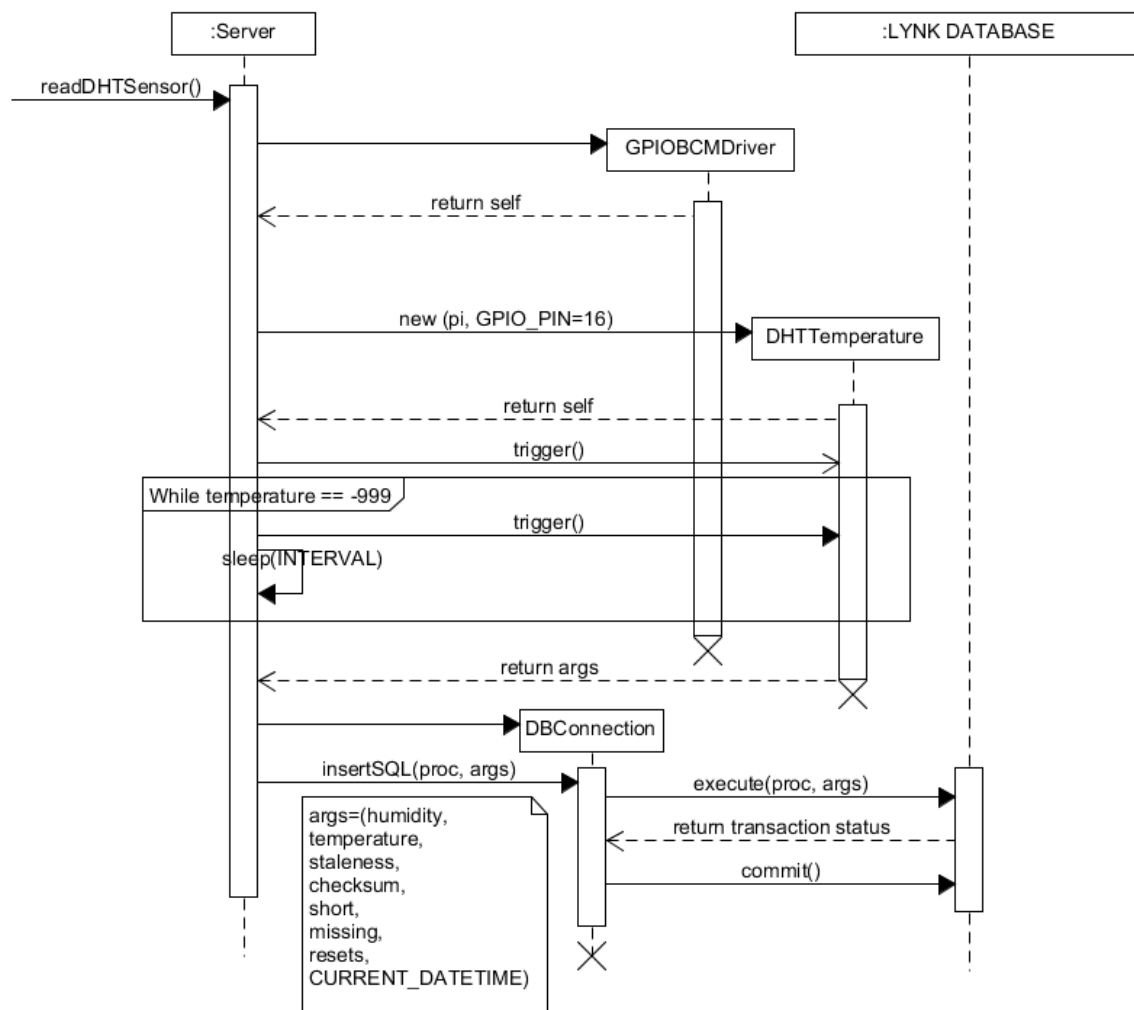 :Server
:LYNK DATABASE
readDHTSensor()
GPIOBCMDriver
return self
new (pi, GPIO_PIN=16)
DHTTemperature
return self
trigger()
While temperature == -999
trigger()
sleep(INTERVAL)
return args
DBConnection
insertSQL(proc, args)
execute(proc, args)
args=(humidity,
temperature,
staleness,
checksum,
short,
missing,
resets,
CURRENT_DATETIME)
return transaction status
commit()